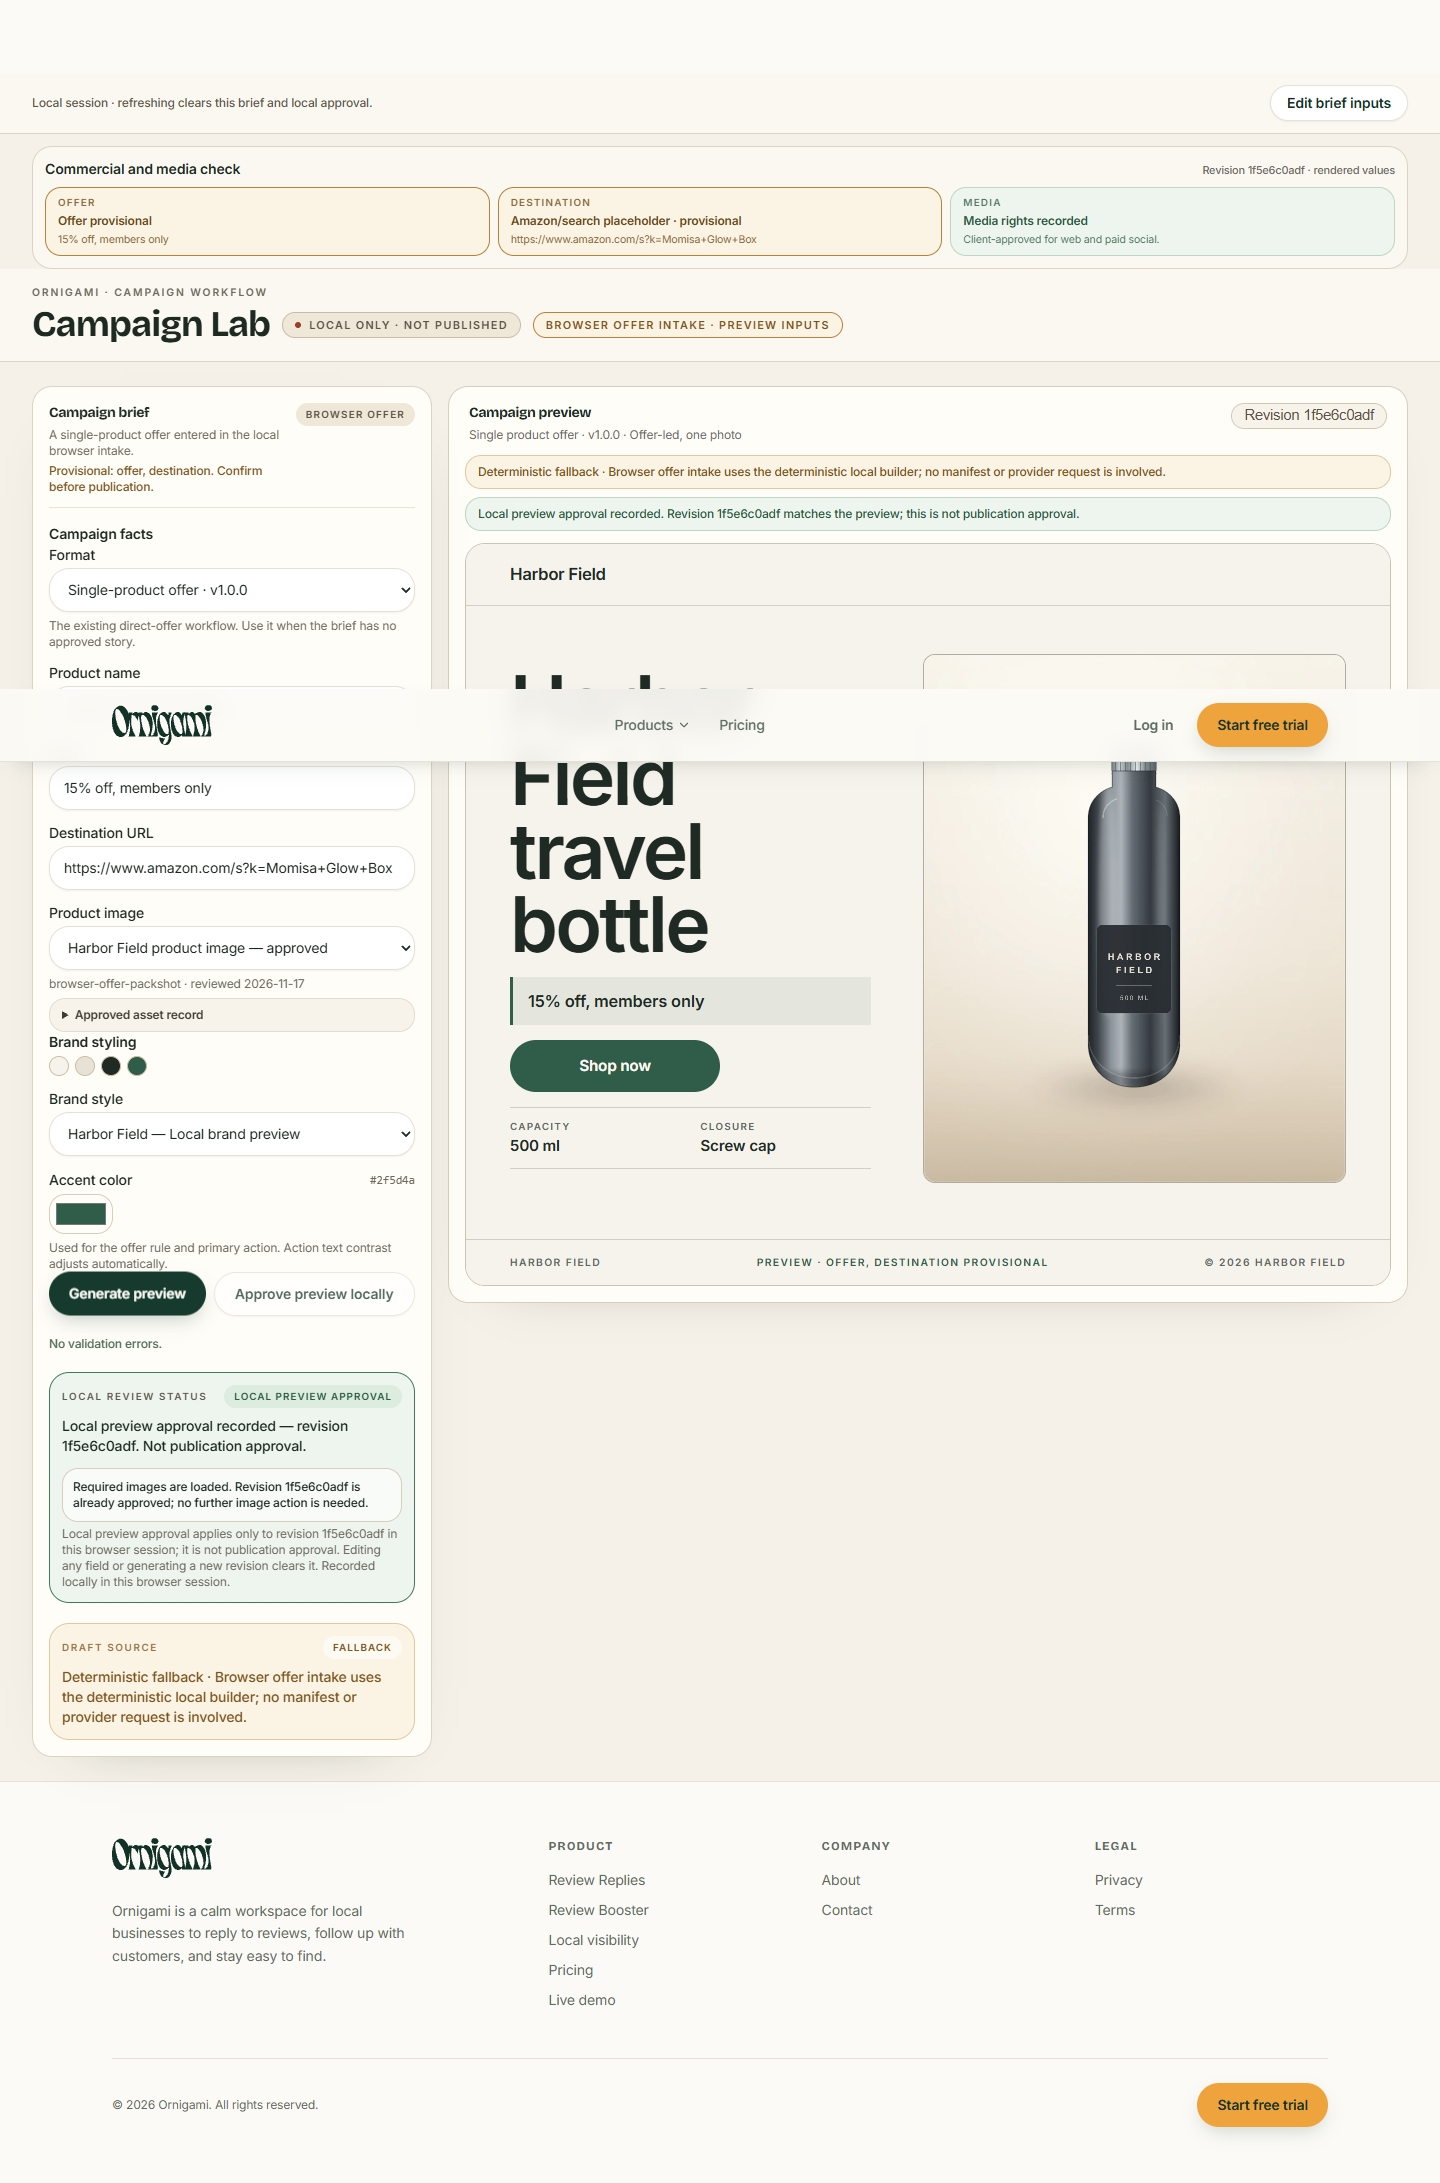 Local session · refreshing clears this brief and local approval.
Edit brief inputs
Commercial and media check
Revision 1f5e6c0adf · rendered values
OFFER
Offer provisional
15% off, members only
DESTINATION
Amazon/search placeholder · provisional
https://www.amazon.com/s?k=Momisa+Glow+Box
MEDIA
Media rights recorded
Client-approved for web and paid social.
ORNIGAMI · CAMPAIGN WORKFLOW
Campaign Lab
LOCAL ONLY · NOT PUBLISHED
BROWSER OFFER INTAKE · PREVIEW INPUTS
Campaign brief
BROWSER OFFER
A single-product offer entered in the local
browser intake.
Provisional: offer, destination. Confirm
before publication.
Campaign facts
Format
Single-product offer · v1.0.0
The existing direct-offer workflow. Use it when the brief has no
approved story.
Product name
Ornigami
Products
Pricing
Log in
Start free trial
15% off, members only
Destination URL
https://www.amazon.com/s?k=Momisa+Glow+Box
Product image
Harbor Field product image — approved
browser-offer-packshot · reviewed 2026-11-17
Approved asset record
Brand styling
Brand style
Harbor Field — Local brand preview
Accent color
#2f5d4a
Used for the offer rule and primary action. Action text contrast
adjusts automatically.
Generate preview
Approve preview locally
No validation errors.
LOCAL REVIEW STATUS
LOCAL PREVIEW APPROVAL
Local preview approval recorded — revision
1f5e6c0adf. Not publication approval.
Required images are loaded. Revision 1f5e6c0adf is
already approved; no further image action is needed.
Local preview approval applies only to revision 1f5e6c0adf in
this browser session; it is not publication approval. Editing
any field or generating a new revision clears it. Recorded
locally in this browser session.
DRAFT SOURCE
FALLBACK
Deterministic fallback · Browser offer intake uses
the deterministic local builder; no manifest or
provider request is involved.
Campaign preview
Revision 1f5e6c0adf
Single product offer · v1.0.0 · Offer-led, one photo
Deterministic fallback · Browser offer intake uses the deterministic local builder; no manifest or provider request is involved.
Local preview approval recorded. Revision 1f5e6c0adf matches the preview; this is not publication approval.
Harbor Field
Field
travel
bottle
15% off, members only
Shop now
CAPACITY
500 ml
CLOSURE
Screw cap
HARBOR
FIELD
500 ML
HARBOR FIELD
PREVIEW · OFFER, DESTINATION PROVISIONAL
© 2026 HARBOR FIELD
Ornigami
Ornigami is a calm workspace for local
businesses to reply to reviews, follow up with
customers, and stay easy to find.
PRODUCT
Review Replies
Review Booster
Local visibility
Pricing
Live demo
COMPANY
About
Contact
LEGAL
Privacy
Terms
© 2026 Ornigami. All rights reserved.
Start free trial